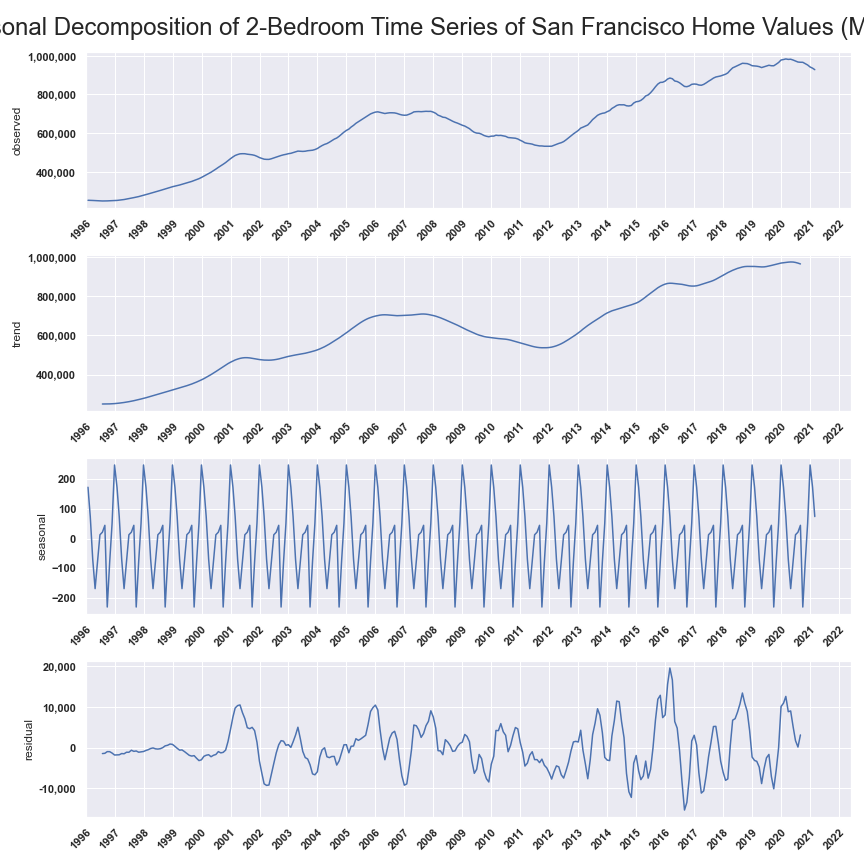 sonal Decomposition of 2-Bedroom Time Series of San Francisco Home Values (M
1,000,000
800,000
600,000
400,000
observed
1996 1997 1998 1999 2000 2001 2002 2003 2004 2005 2006 2007 2008 2009 2010 2011 2012 2013 2014 2015 2016 2017 2018 2019 2020 2021 2022
1,000,000
800,000
600,000
400,000
trend
1996 1997 1998 1999 2000 2001 2002 2003 2004 2005 2006 2007 2008 2009 2010 2011 2012 2013 2014 2015 2016 2017 2018 2019 2020 2021 2022
200
100
0
−100
−200
seasonal
1996 1997 1998 1999 2000 2001 2002 2003 2004 2005 2006 2007 2008 2009 2010 2011 2012 2013 2014 2015 2016 2017 2018 2019 2020 2021 2022
20,000
10,000
0
-10,000
residual
1996 1997 1998 1999 2000 2001 2002 2003 2004 2005 2006 2007 2008 2009 2010 2011 2012 2013 2014 2015 2016 2017 2018 2019 2020 2021 2022